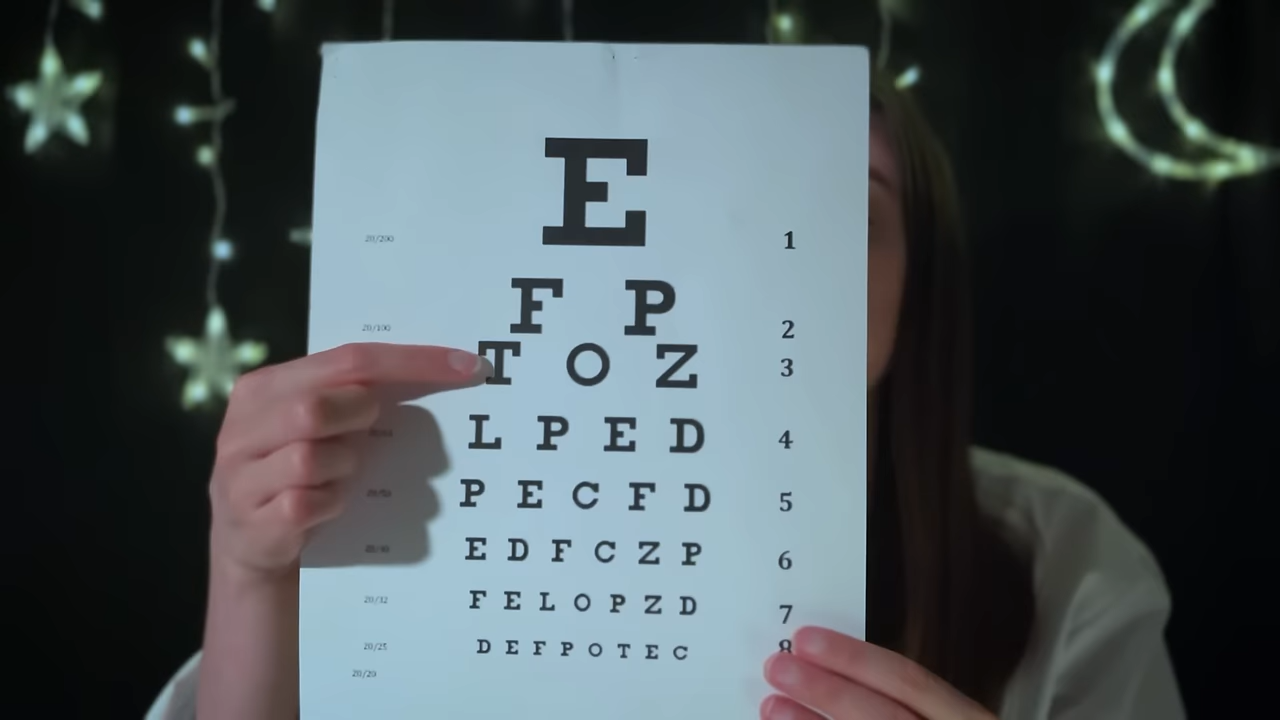 E
20/200 1
F P
20/100 2
T O Z
3
L P E D
4
P E C F D
5
E D F C Z P
6
F E L O P Z D
20/32 7
D E F P O T E C
20/25 8
20/20